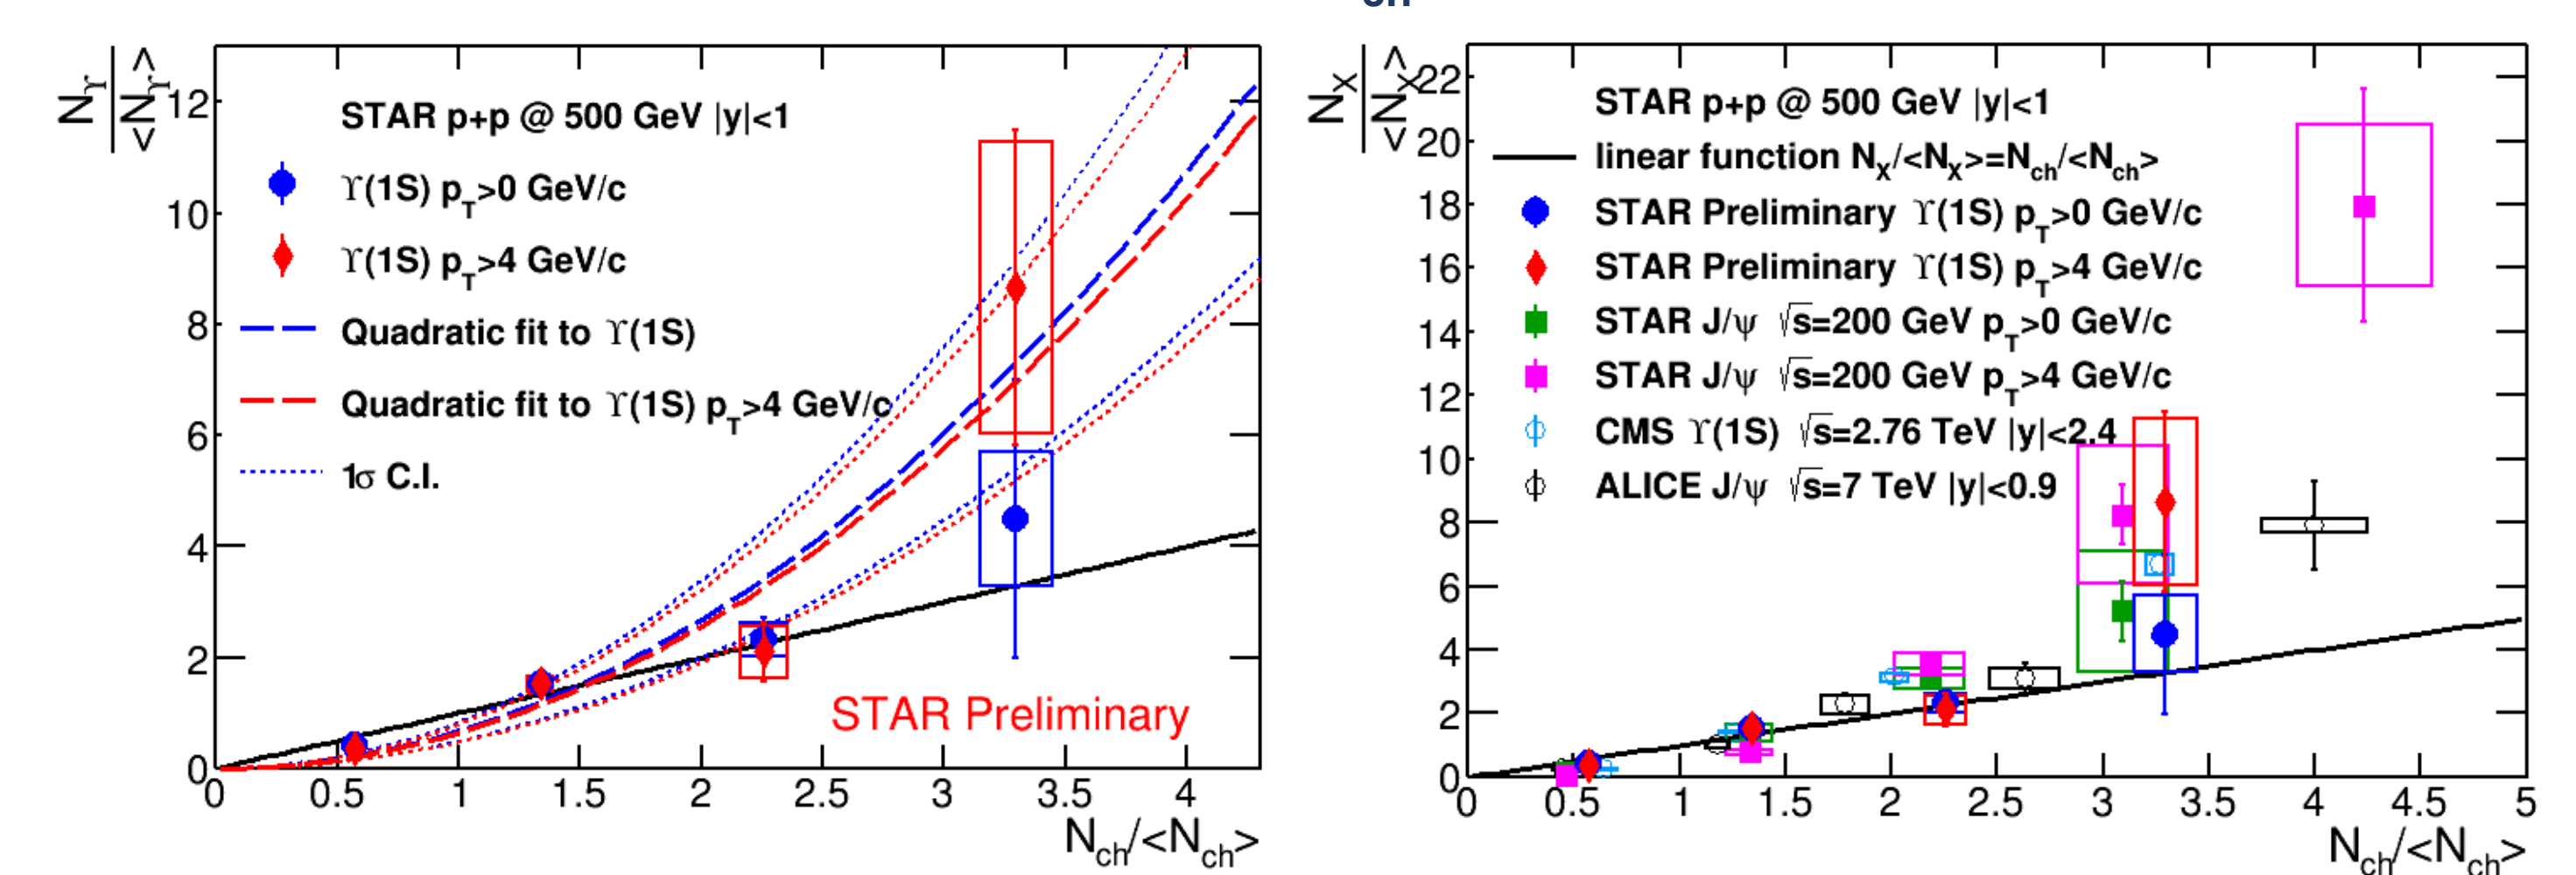 N_ϒ
<N_ϒ>
STAR p+p @ 500 GeV |y|<1
ϒ(1S) p_T>0 GeV/c
ϒ(1S) p_T>4 GeV/c
Quadratic fit to ϒ(1S)
Quadratic fit to ϒ(1S) p_T>4 GeV/c
1σ C.I.
STAR Preliminary
12
10
8
6
4
2
0
0 0.5 1 1.5 2 2.5 3 3.5 4
N_ch/<N_ch>
N_X
<N_X>
STAR p+p @ 500 GeV |y|<1
linear function N_X/<N_X>=N_ch/<N_ch>
STAR Preliminary ϒ(1S) p_T>0 GeV/c
STAR Preliminary ϒ(1S) p_T>4 GeV/c
STAR J/ψ √s=200 GeV p_T>0 GeV/c
STAR J/ψ √s=200 GeV p_T>4 GeV/c
CMS ϒ(1S) √s=2.76 TeV |y|<2.4
ALICE J/ψ √s=7 TeV |y|<0.9
22
20
18
16
14
12
10
8
6
4
2
0
0 0.5 1 1.5 2 2.5 3 3.5 4 4.5 5
N_ch/<N_ch>